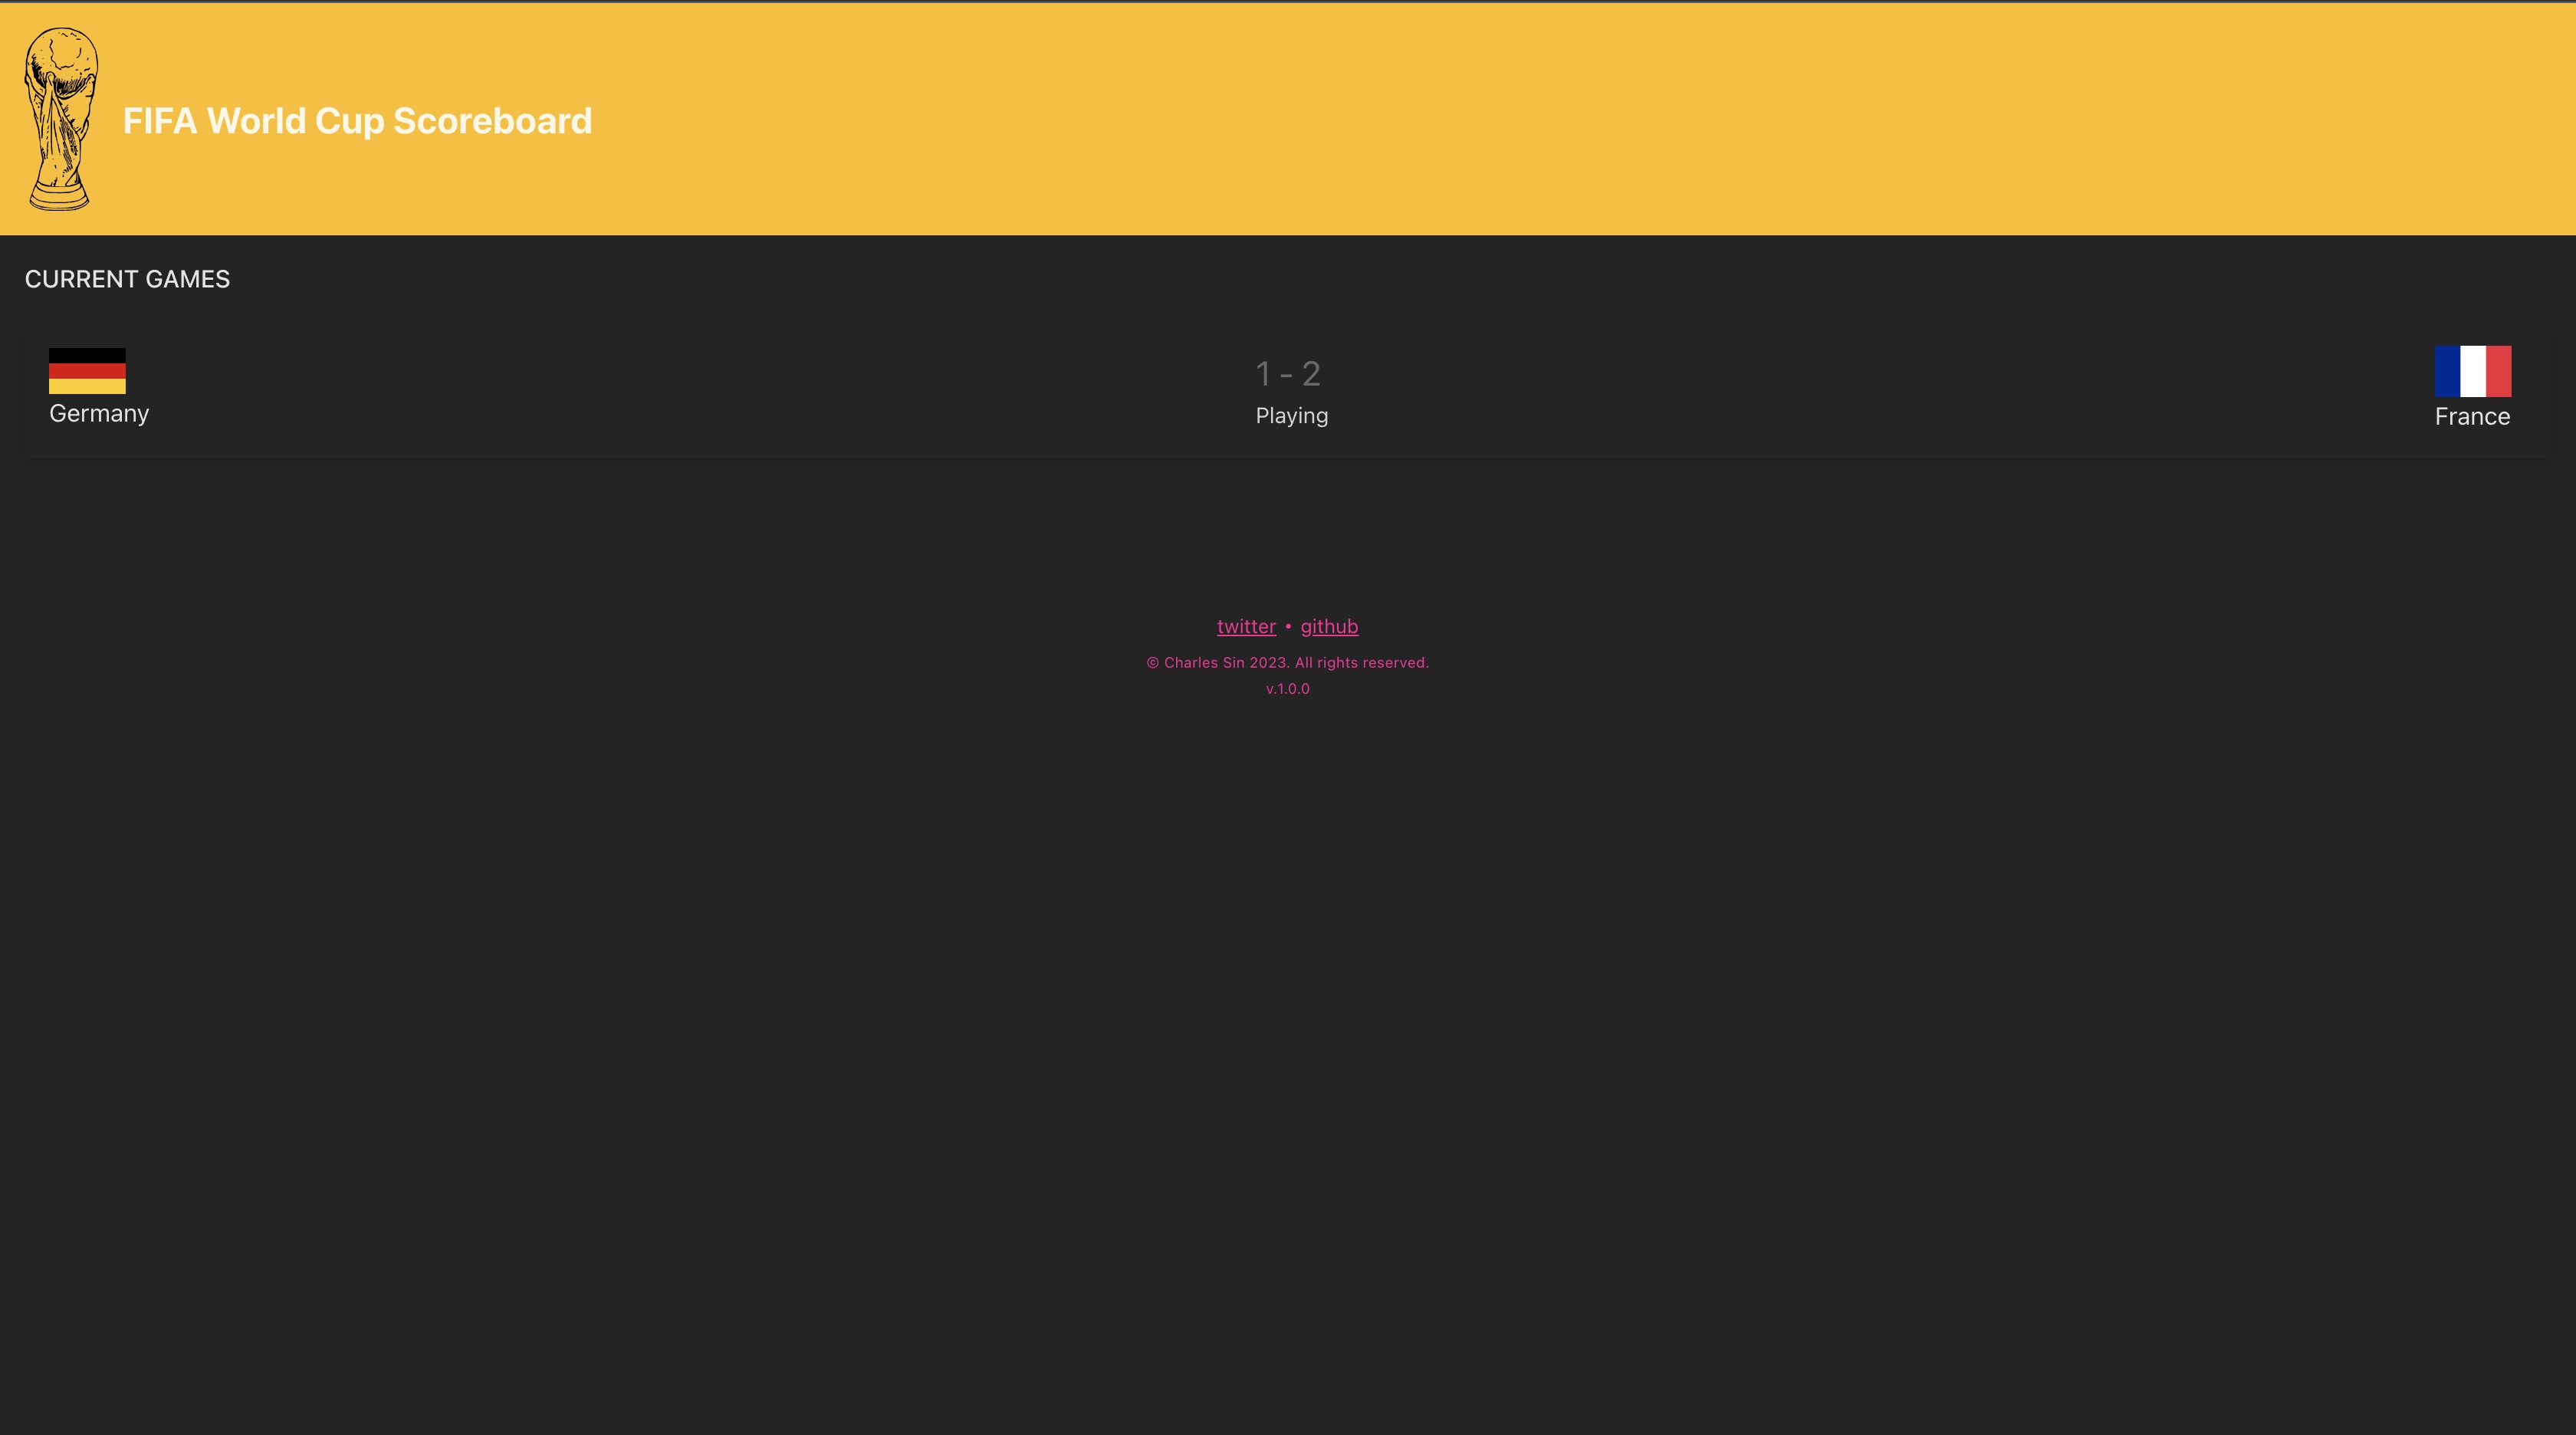 FIFA World Cup Scoreboard
CURRENT GAMES
1 - 2
Germany
Playing
France
twitter • github
© Charles Sin 2023. All rights reserved.
v.1.0.0